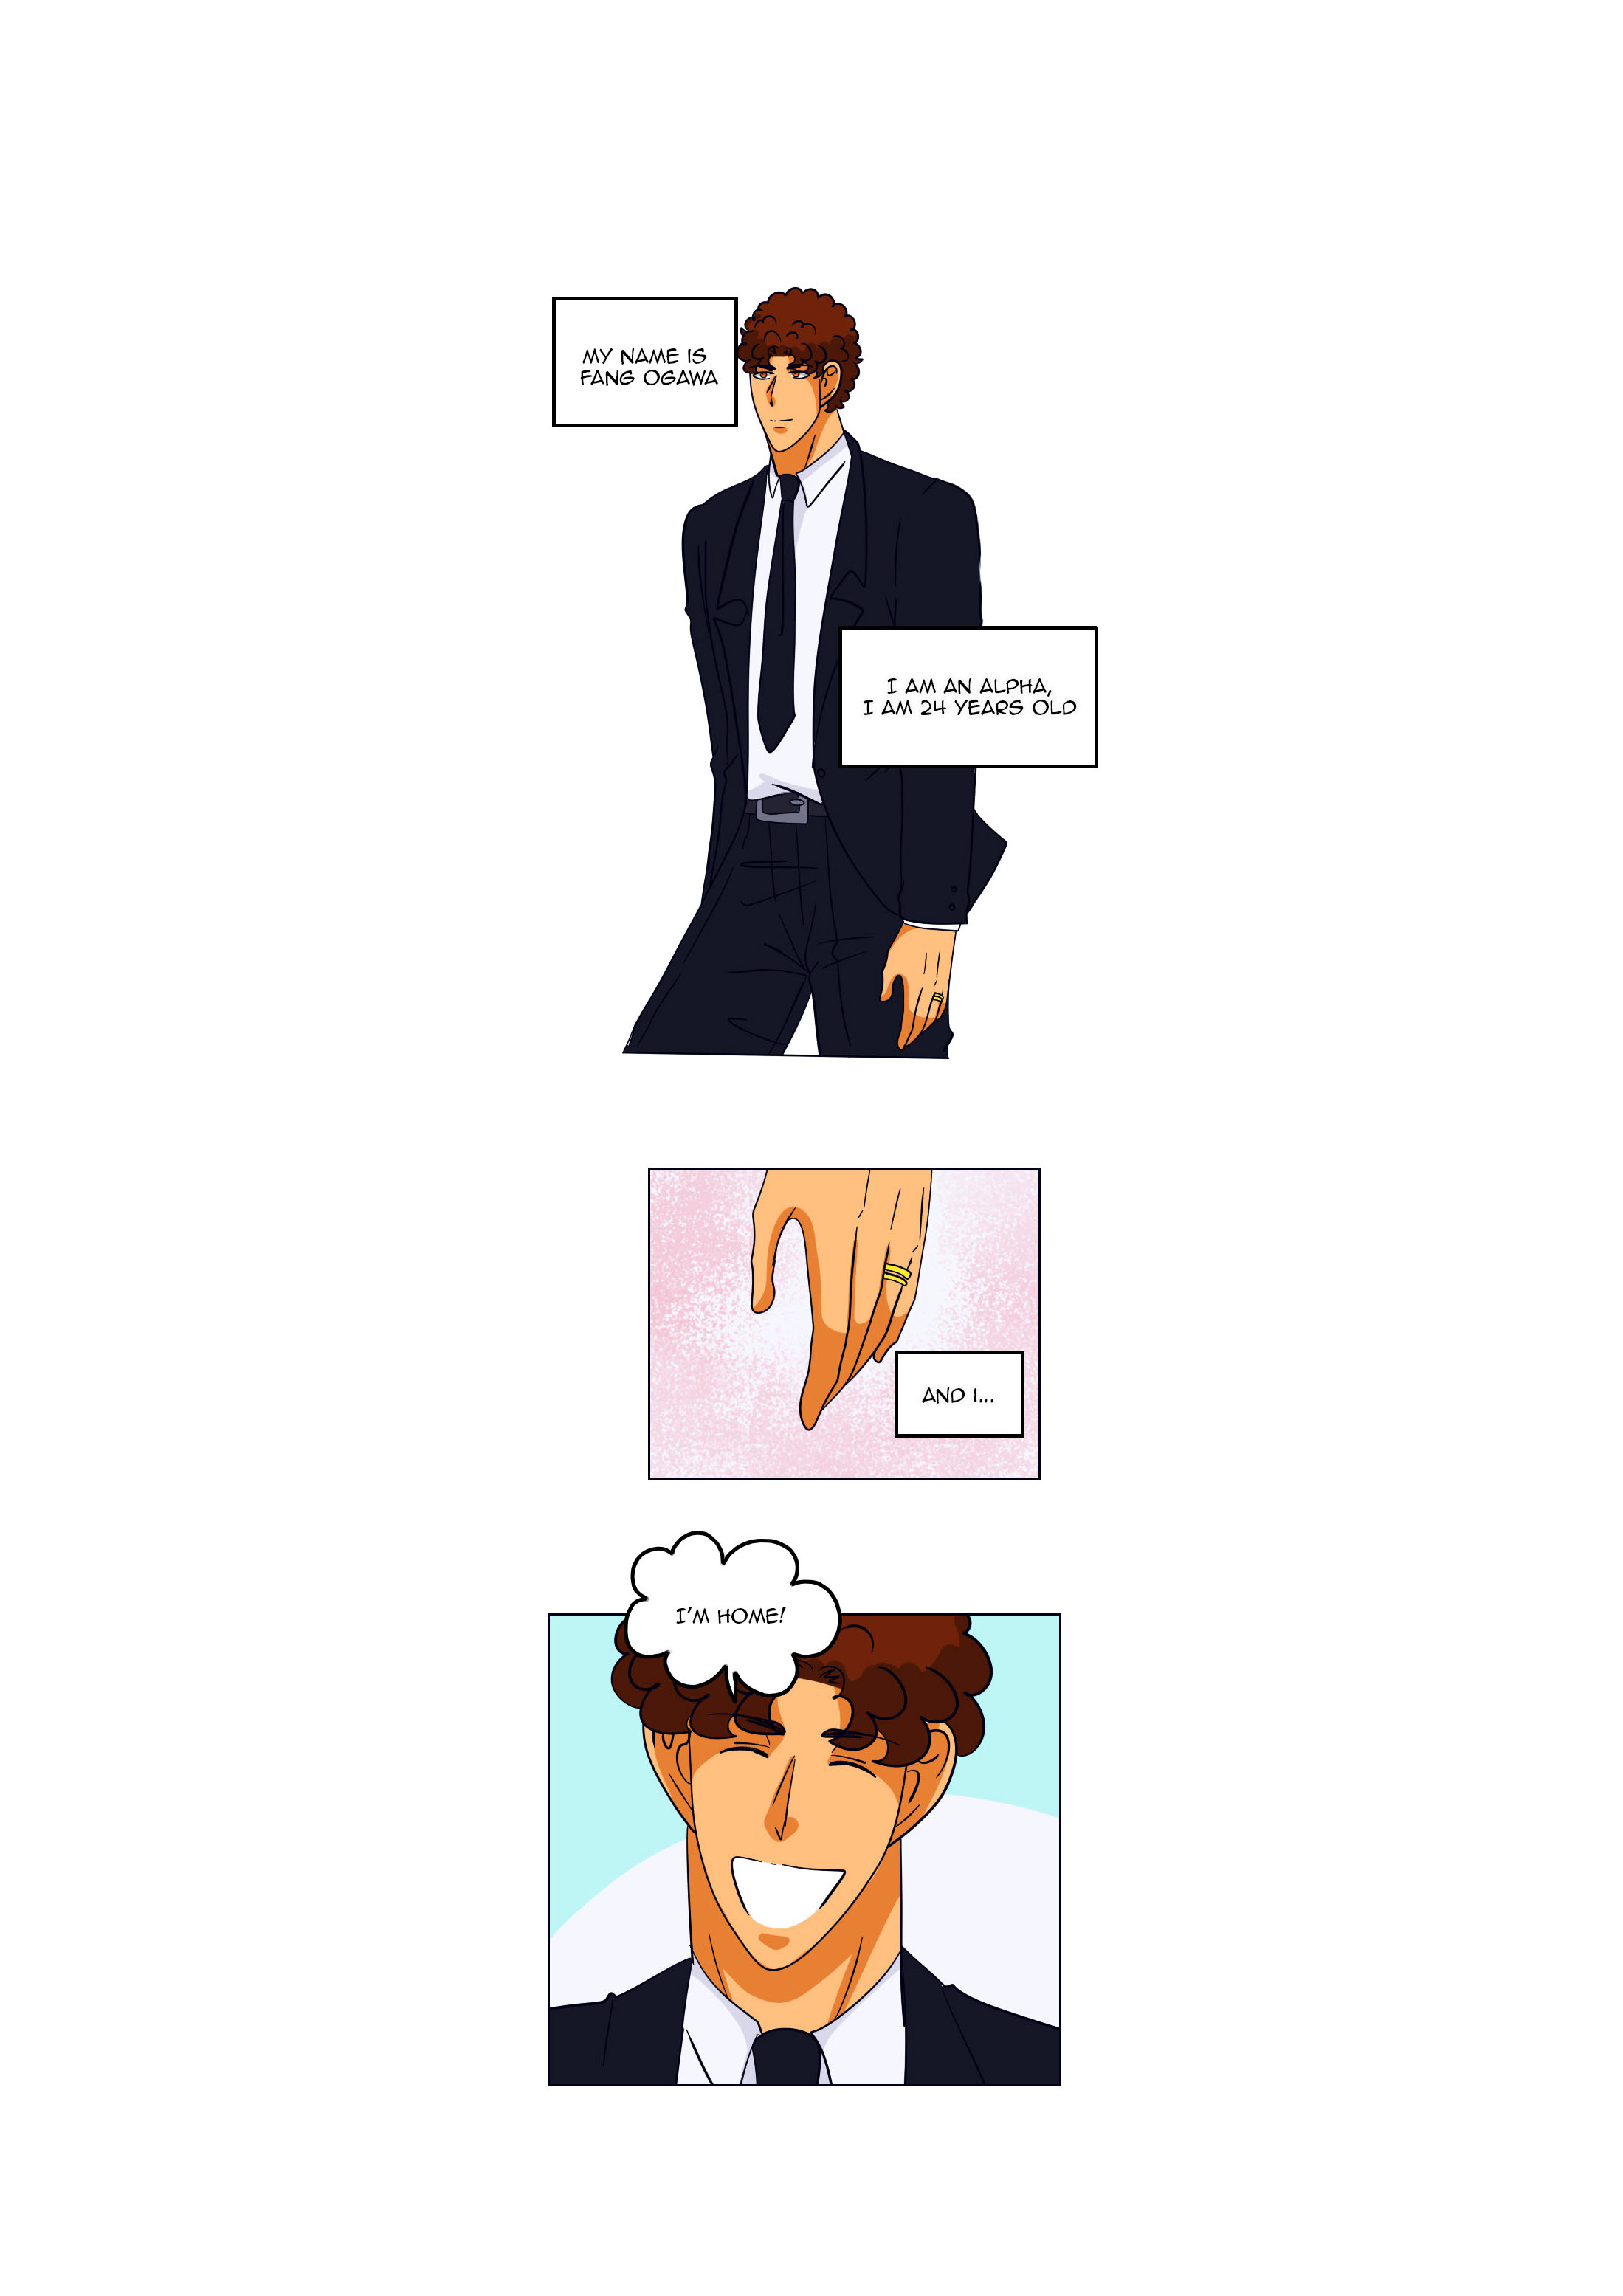 MY NAME IS
FANG OGAWA
I AM AN ALPHA,
I AM 24 YEARS OLD
AND I...
I'M HOME!